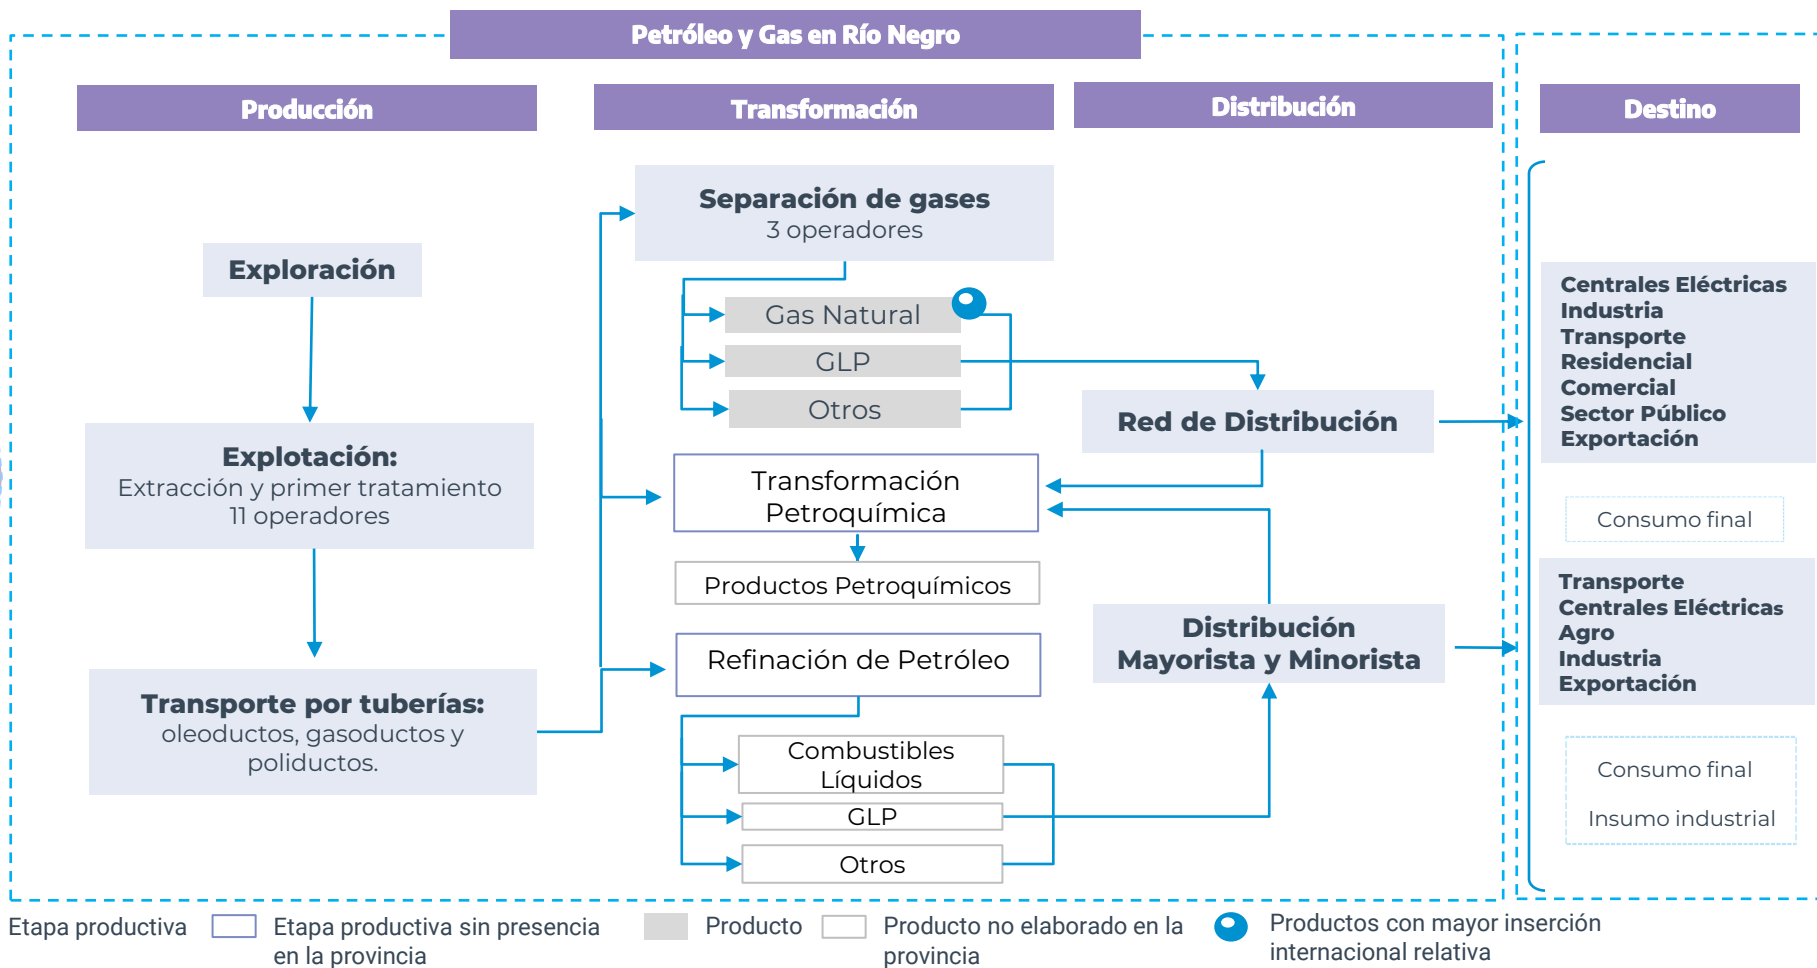 Petróleo y Gas en Río Negro
Producción
Transformación
Distribución
Destino
Exploración
Explotación:
Extracción y primer tratamiento
11 operadores
Transporte por tuberías:
oleoductos, gasoductos y
poliductos.
Separación de gases
3 operadores
Gas Natural
GLP
Otros
Transformación
Petroquímica
Productos Petroquímicos
Refinación de Petróleo
Combustibles
Líquidos
GLP
Otros
Red de Distribución
Distribución
Mayorista y Minorista
Centrales Eléctricas
Industria
Transporte
Residencial
Comercial
Sector Público
Exportación
Consumo final
Transporte
Centrales Eléctricas
Agro
Industria
Exportación
Consumo final
Insumo industrial
Etapa productiva
Etapa productiva sin presencia
en la provincia
Producto
Producto no elaborado en la
provincia
Productos con mayor inserción
internacional relativa